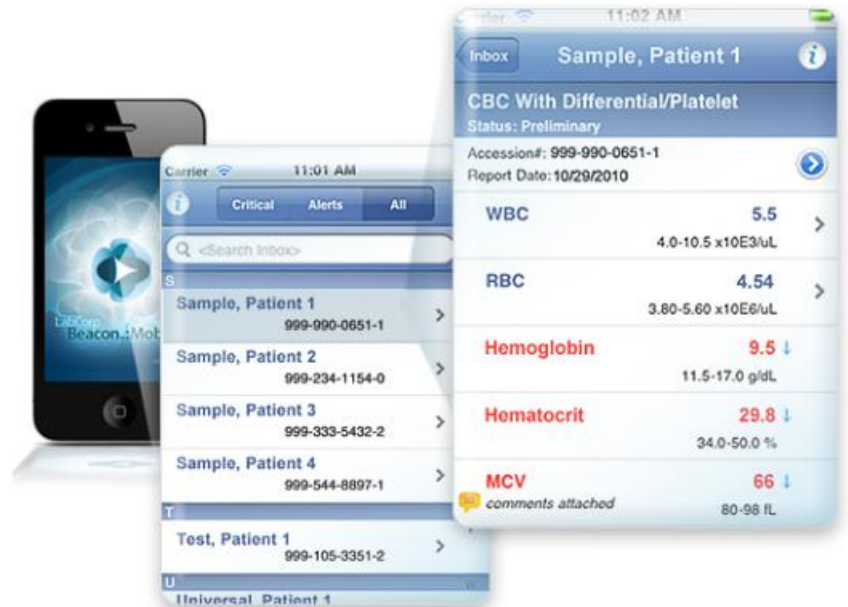 LabCorp
Beacon.:Mob
Carrier 11:01 AM
Critical Alerts All
<Search Inbox>
S
Sample, Patient 1
999-990-0651-1
Sample, Patient 2
999-234-1154-0
Sample, Patient 3
999-333-5432-2
Sample, Patient 4
999-544-8897-1
T
Test, Patient 1
999-105-3351-2
U
Universal, Patient 1
Carrier 11:02 AM
Inbox Sample, Patient 1 i
CBC With Differential/Platelet
Status: Preliminary
Accession#: 999-990-0651-1
Report Date: 10/29/2010
WBC 5.5
4.0-10.5 x10E3/uL
RBC 4.54
3.80-5.60 x10E6/uL
Hemoglobin 9.5 ↓
11.5-17.0 g/dL
Hematocrit 29.8 ↓
34.0-50.0 %
MCV 66 ↓
comments attached 80-98 fL